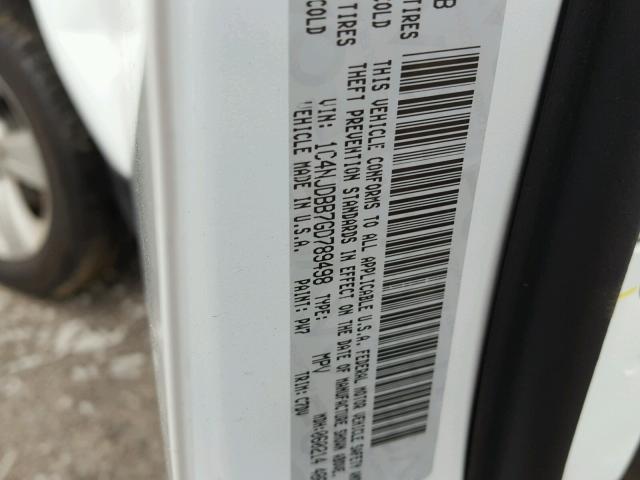 B
TIRES
COLD
TIRES
COLD
THIS VEHICLE CONFORMS TO ALL APPLICABLE U.S.A. FEDERAL MOTOR VEHICLE SAFETY
THEFT PREVENTION STANDARDS IN EFFECT ON THE DATE OF MANUFACTURE SHOWN ABOVE.
VIN: 1C4NJDBB7GD789498 TYPE: MPV MDH:
VEHICLE MADE IN U.S.A. PAINT: PW7 TRIM: